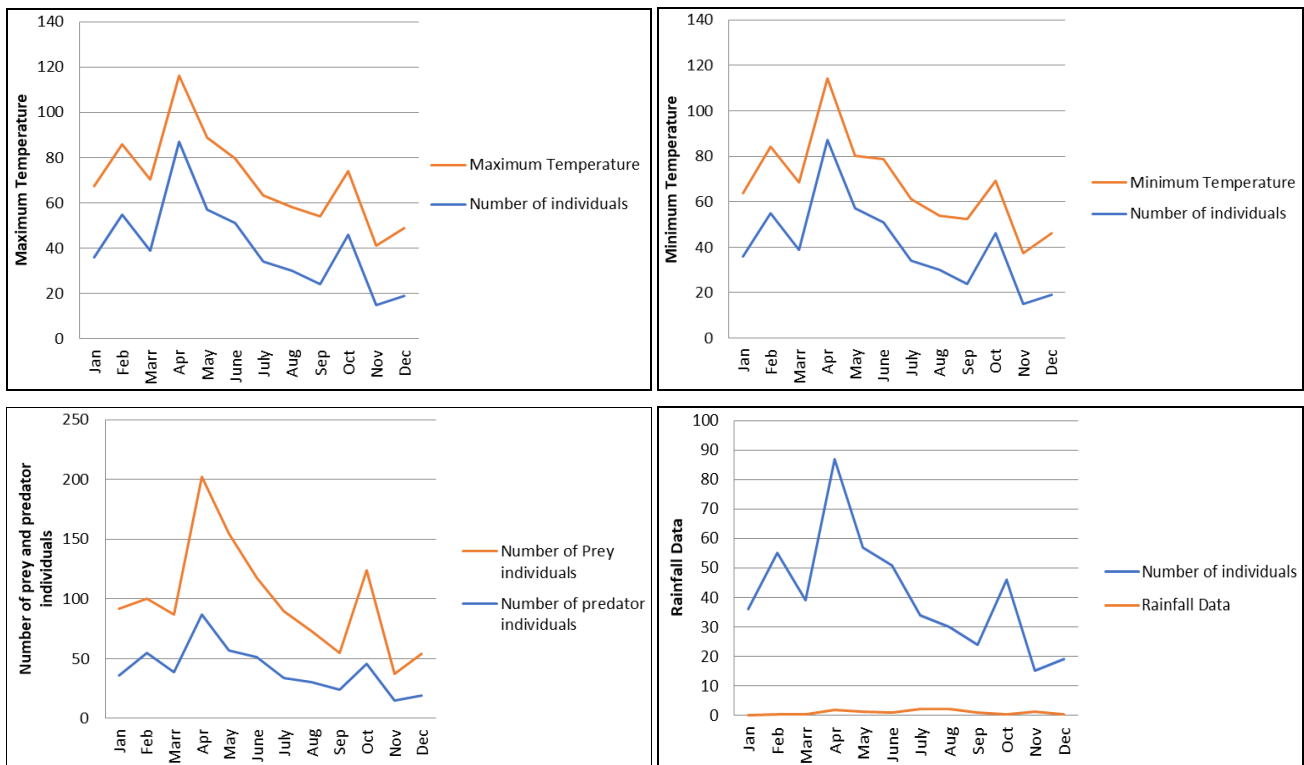 140
120
100
80
60
40
20
0
Maximum Temperature
Jan
Feb
Marr
Apr
May
June
July
Aug
Sep
Oct
Nov
Dec
Maximum Temperature
Number of individuals
140
120
100
80
60
40
20
0
Minimum Temperature
Jan
Feb
Marr
Apr
May
June
July
Aug
Sep
Oct
Nov
Dec
Minimum Temperature
Number of individuals
250
200
150
100
50
0
Number of prey and predator
individuals
Jan
Feb
Marr
Apr
May
June
July
Aug
Sep
Oct
Nov
Dec
Number of Prey
individuals
Number of predator
individuals
100
90
80
70
60
50
40
30
20
10
0
Rainfall Data
Jan
Feb
Marr
Apr
May
June
July
Aug
Sep
Oct
Nov
Dec
Number of individuals
Rainfall Data